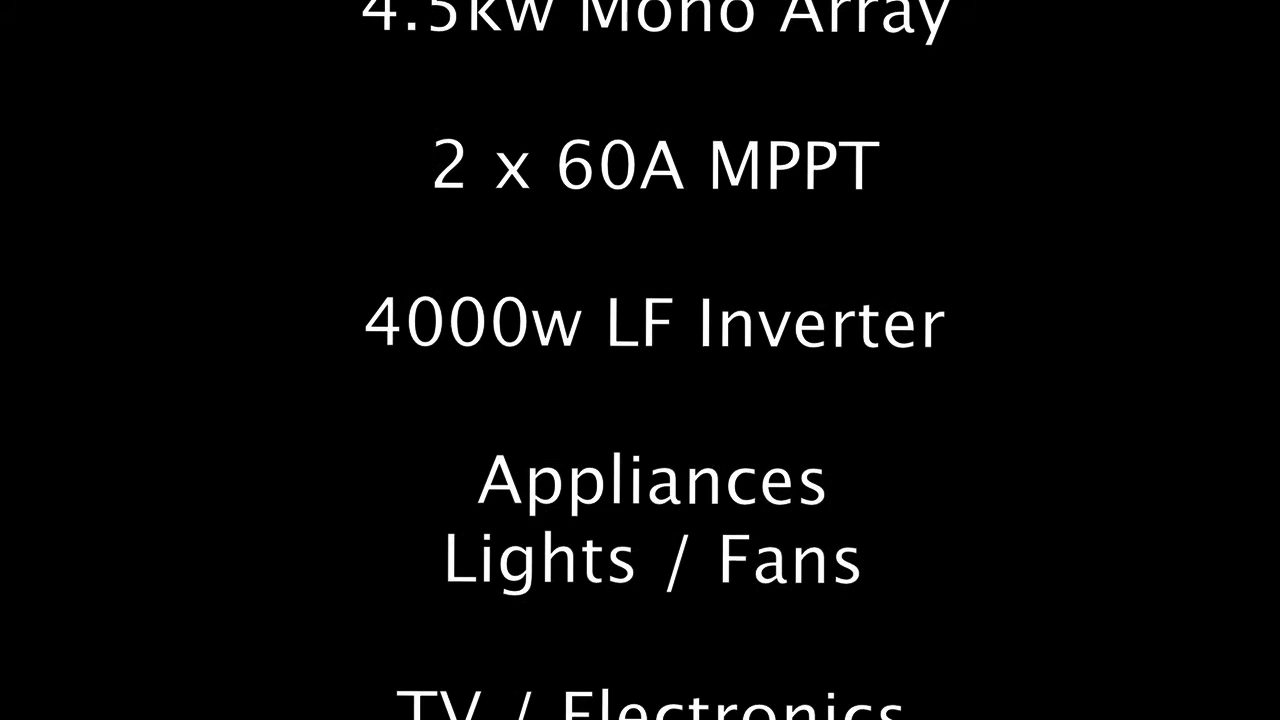 4.5kw Mono Array
2 x 60A MPPT
4000w LF Inverter
Appliances
Lights / Fans
TV / Electronics